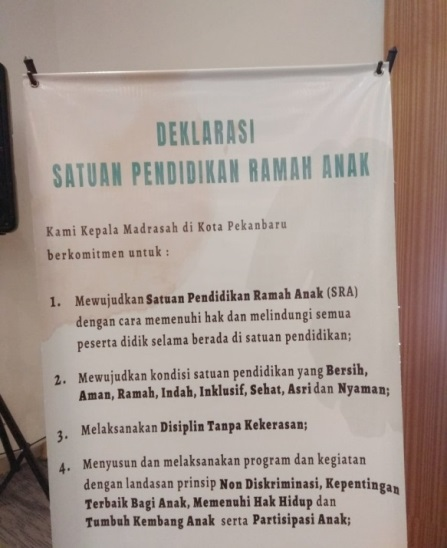 DEKLARASI
SATUAN PENDIDIKAN RAMAH ANAK
Kami Kepala Madrasah di Kota Pekanbaru
berkomitmen untuk :
1. Mewujudkan Satuan Pendidikan Ramah Anak (SRA)
dengan cara memenuhi hak dan melindungi semua
peserta didik selama berada di satuan pendidikan;
2. Mewujudkan kondisi satuan pendidikan yang Bersih,
Aman, Ramah, Indah, Inklusif, Sehat, Asri dan Nyaman;
3. Melaksanakan Disiplin Tanpa Kekerasan;
4. Menyusun dan melaksanakan program dan kegiatan
dengan landasan prinsip Non Diskriminasi, Kepentingan
Terbaik Bagi Anak, Memenuhi Hak Hidup dan
Tumbuh Kembang Anak serta Partisipasi Anak;